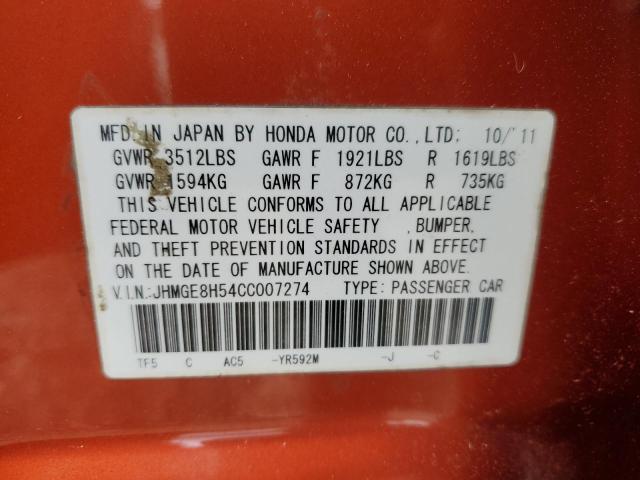 MFD. IN JAPAN BY HONDA MOTOR CO.,LTD. 10/'11
GVWR 3512LBS GAWR F 1921LBS R 1619LBS
GVWR 1594KG GAWR F 872KG R 735KG
THIS VEHICLE CONFORMS TO ALL APPLICABLE
FEDERAL MOTOR VEHICLE SAFETY ,BUMPER,
AND THEFT PREVENTION STANDARDS IN EFFECT
ON THE DATE OF MANUFACTURE SHOWN ABOVE.
V.I.N.:JHMGE8H54CC007274 TYPE: PASSENGER CAR
TF5 C AC5 -YR592M -J -C